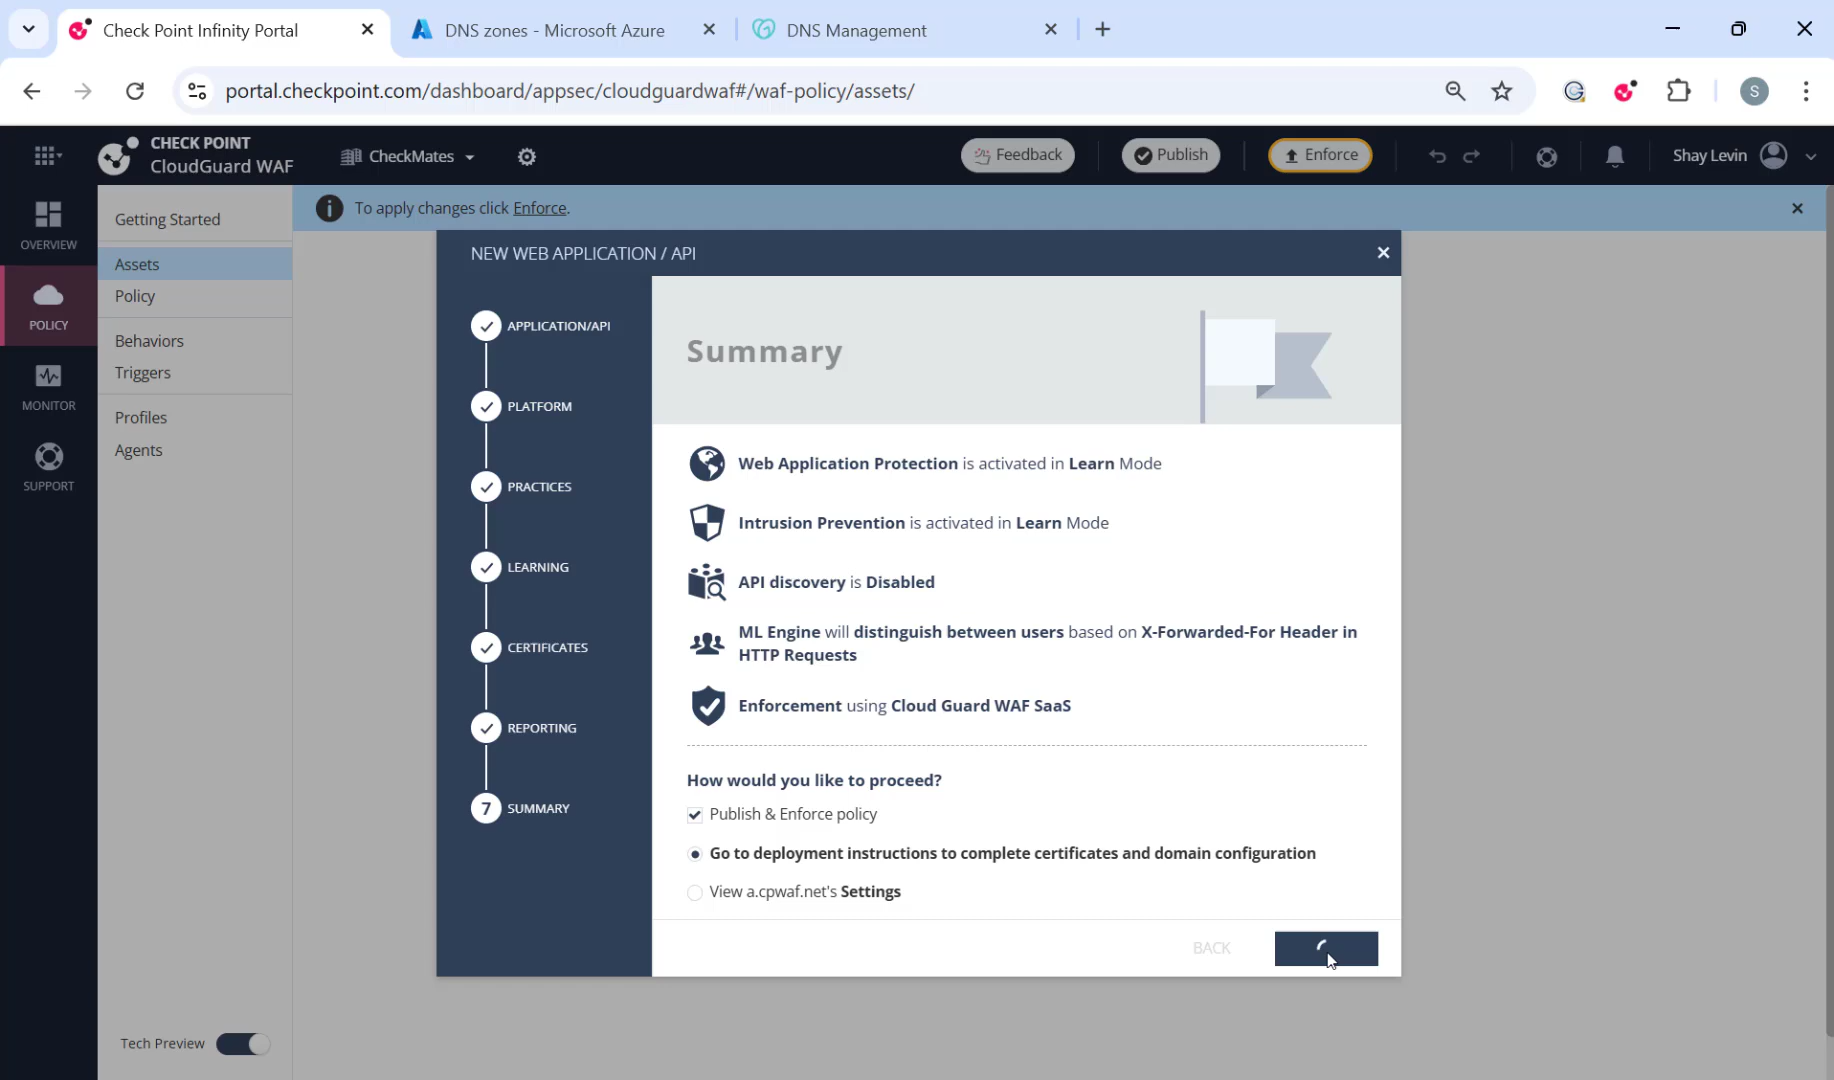 Check Point Infinity Portal
DNS zones - Microsoft Azure
DNS Management
portal.checkpoint.com/dashboard/appsec/cloudguardwaf#/waf-policy/assets/
S
CHECK POINT
CloudGuard WAF
CheckMates
Feedback
Publish
Enforce
Shay Levin
OVERVIEW
POLICY
MONITOR
SUPPORT
Getting Started
Assets
Policy
Behaviors
Triggers
Profiles
Agents
Tech Preview
To apply changes click Enforce.
NEW WEB APPLICATION / API
APPLICATION/API
PLATFORM
PRACTICES
LEARNING
CERTIFICATES
REPORTING
7 SUMMARY
Summary
Web Application Protection is activated in Learn Mode
Intrusion Prevention is activated in Learn Mode
API discovery is Disabled
ML Engine will distinguish between users based on X-Forwarded-For Header in
HTTP Requests
Enforcement using Cloud Guard WAF SaaS
How would you like to proceed?
Publish & Enforce policy
Go to deployment instructions to complete certificates and domain configuration
View a.cpwaf.net's Settings
BACK